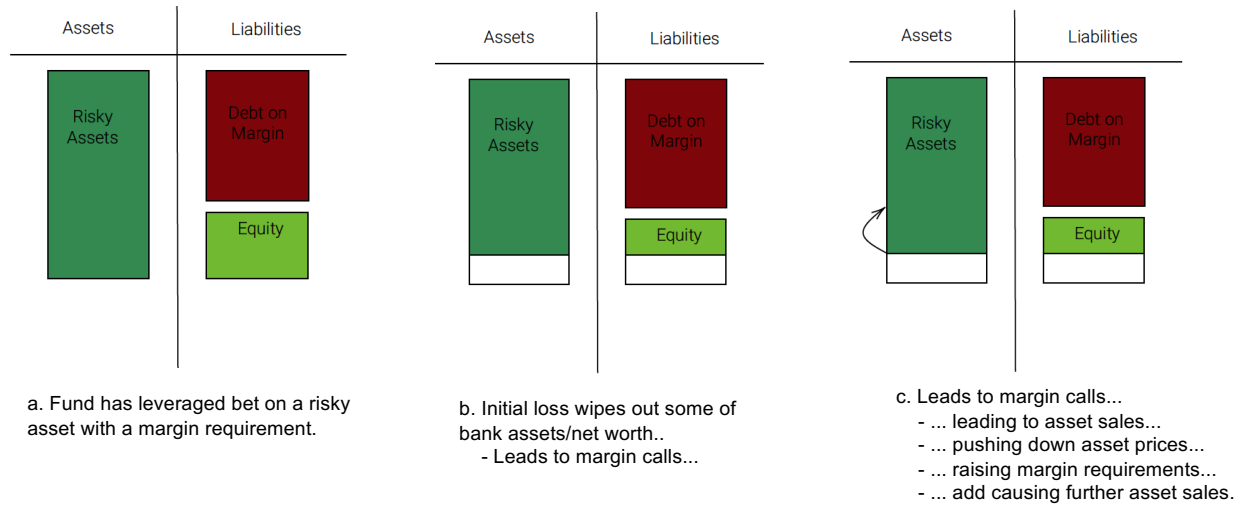 Assets
Liabilities
Risky
Assets
Debt on
Margin
Equity
a. Fund has leveraged bet on a risky
asset with a margin requirement.
Assets
Liabilities
Risky
Assets
Debt on
Margin
Equity
b. Initial loss wipes out some of
bank assets/net worth..
- Leads to margin calls...
Assets
Liabilities
Risky
Assets
Debt on
Margin
Equity
c. Leads to margin calls...
- ... leading to asset sales...
- ... pushing down asset prices...
- ... raising margin requirements...
- ... add causing further asset sales.